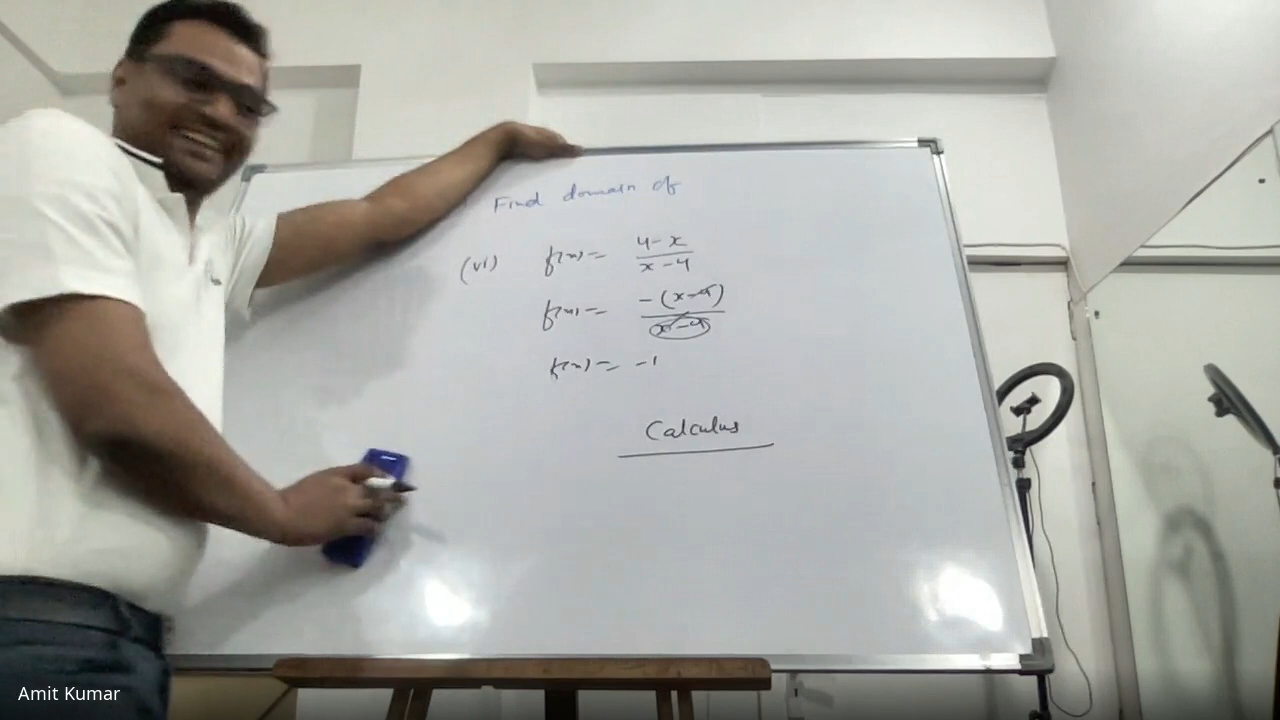 Find domain of
(vi) f(x) = 4-x / x-4
f(x) = -(x-4) / x-4
f(x) = -1
Calculus
Amit Kumar